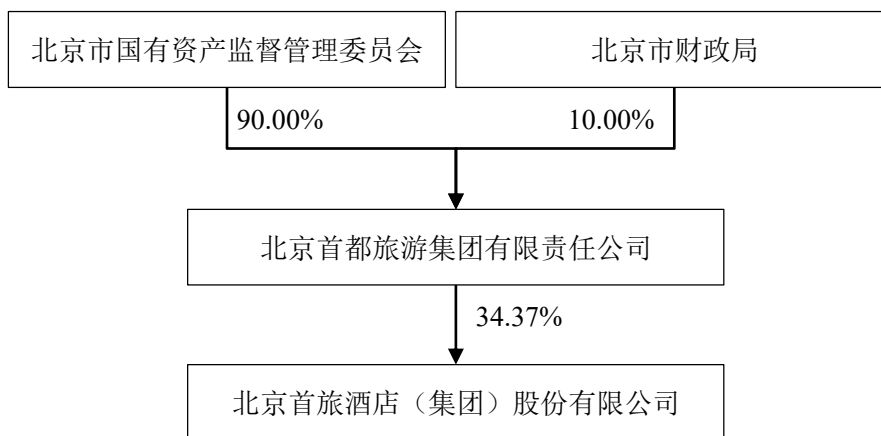 北京市国有资产监督管理委员会
北京市财政局
90.00%
10.00%
北京首都旅游集团有限责任公司
34.37%
北京首旅酒店（集团）股份有限公司